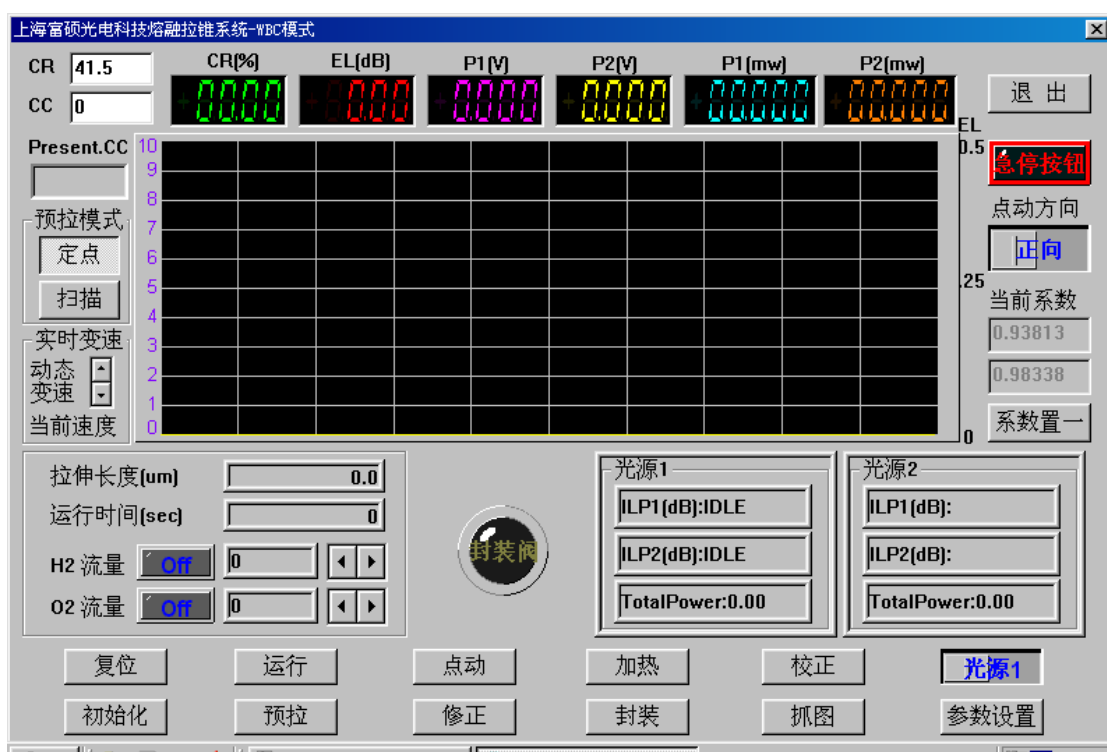 上海富硕光电科技熔融拉锥系统-WBC模式
CR 41.5
CC 0
CR(%) EL(dB) P1(V) P2(V) P1(mw) P2(mw)
+00.00 +0.00 +0.000 +0.000 +00.000 +00.000
退 出
Present.CC
预拉模式
定点
扫描
实时变速
动态
变速
当前速度
10
9
8
7
6
5
4
3
2
1
0
EL
0.5
.25
0
急停按钮
点动方向
正向
当前系数
0.93813
0.98338
系数置一
拉伸长度(um) 0.0
运行时间(sec) 0
H2 流量 Off 0
O2 流量 Off 0
封装阀
光源1
ILP1(dB):IDLE
ILP2(dB):IDLE
TotalPower:0.00
光源2
ILP1(dB):
ILP2(dB):
TotalPower:0.00
复位 运行 点动 加热 校正 光源1
初始化 预拉 修正 封装 抓图 参数设置